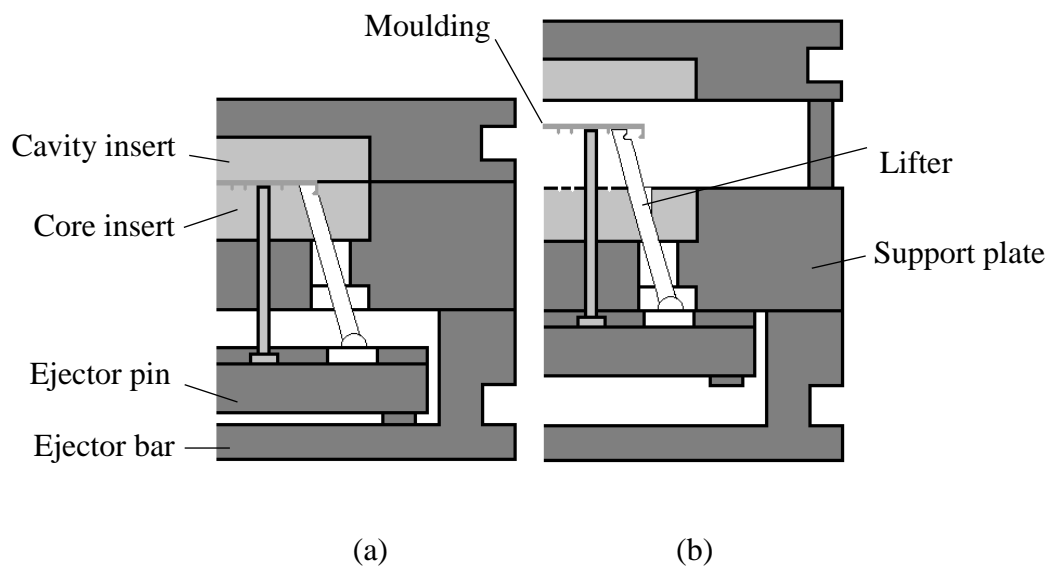 Moulding
Cavity insert
Lifter
Core insert
Support plate
Ejector pin
Ejector bar
(a)
(b)